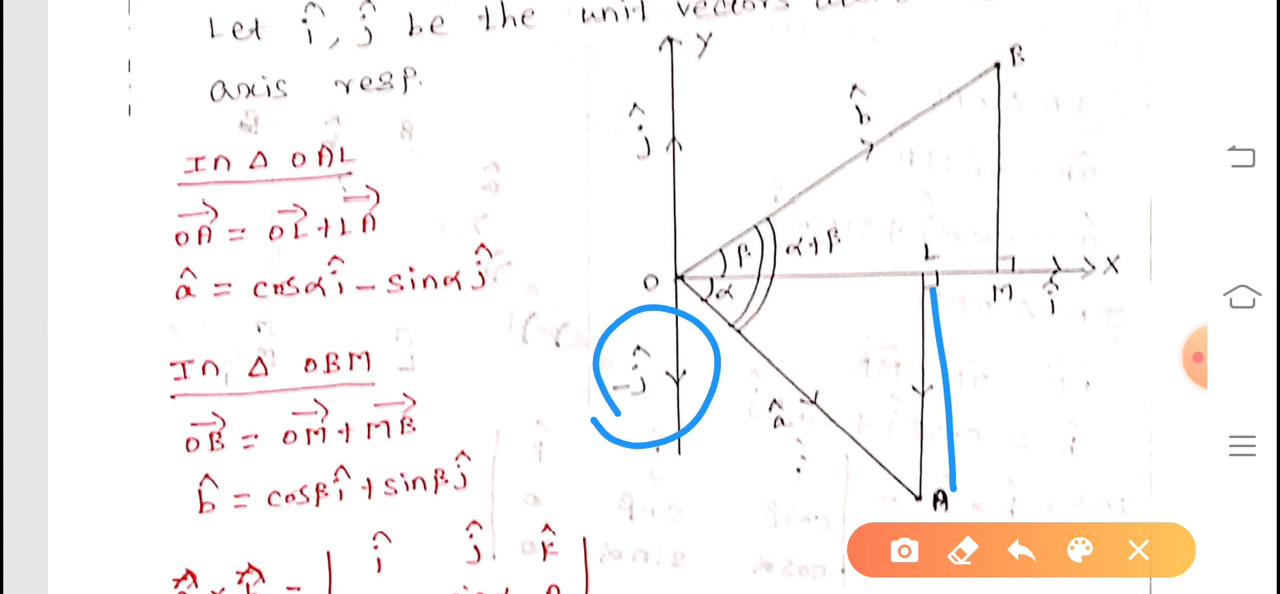 Let î, ĵ be the unit vectors
axis resp.
In Δ OAL
OA⃗ = OL⃗ + LA⃗
â = cosα î − sinα ĵ
In Δ OBM
OB⃗ = OM⃗ + MB⃗
b̂ = cosβ î + sinβ ĵ
î ĵ k̂
Y
B
b̂
ĵ
β
α+β
L
X
O
α
M
î
−ĵ
â
A